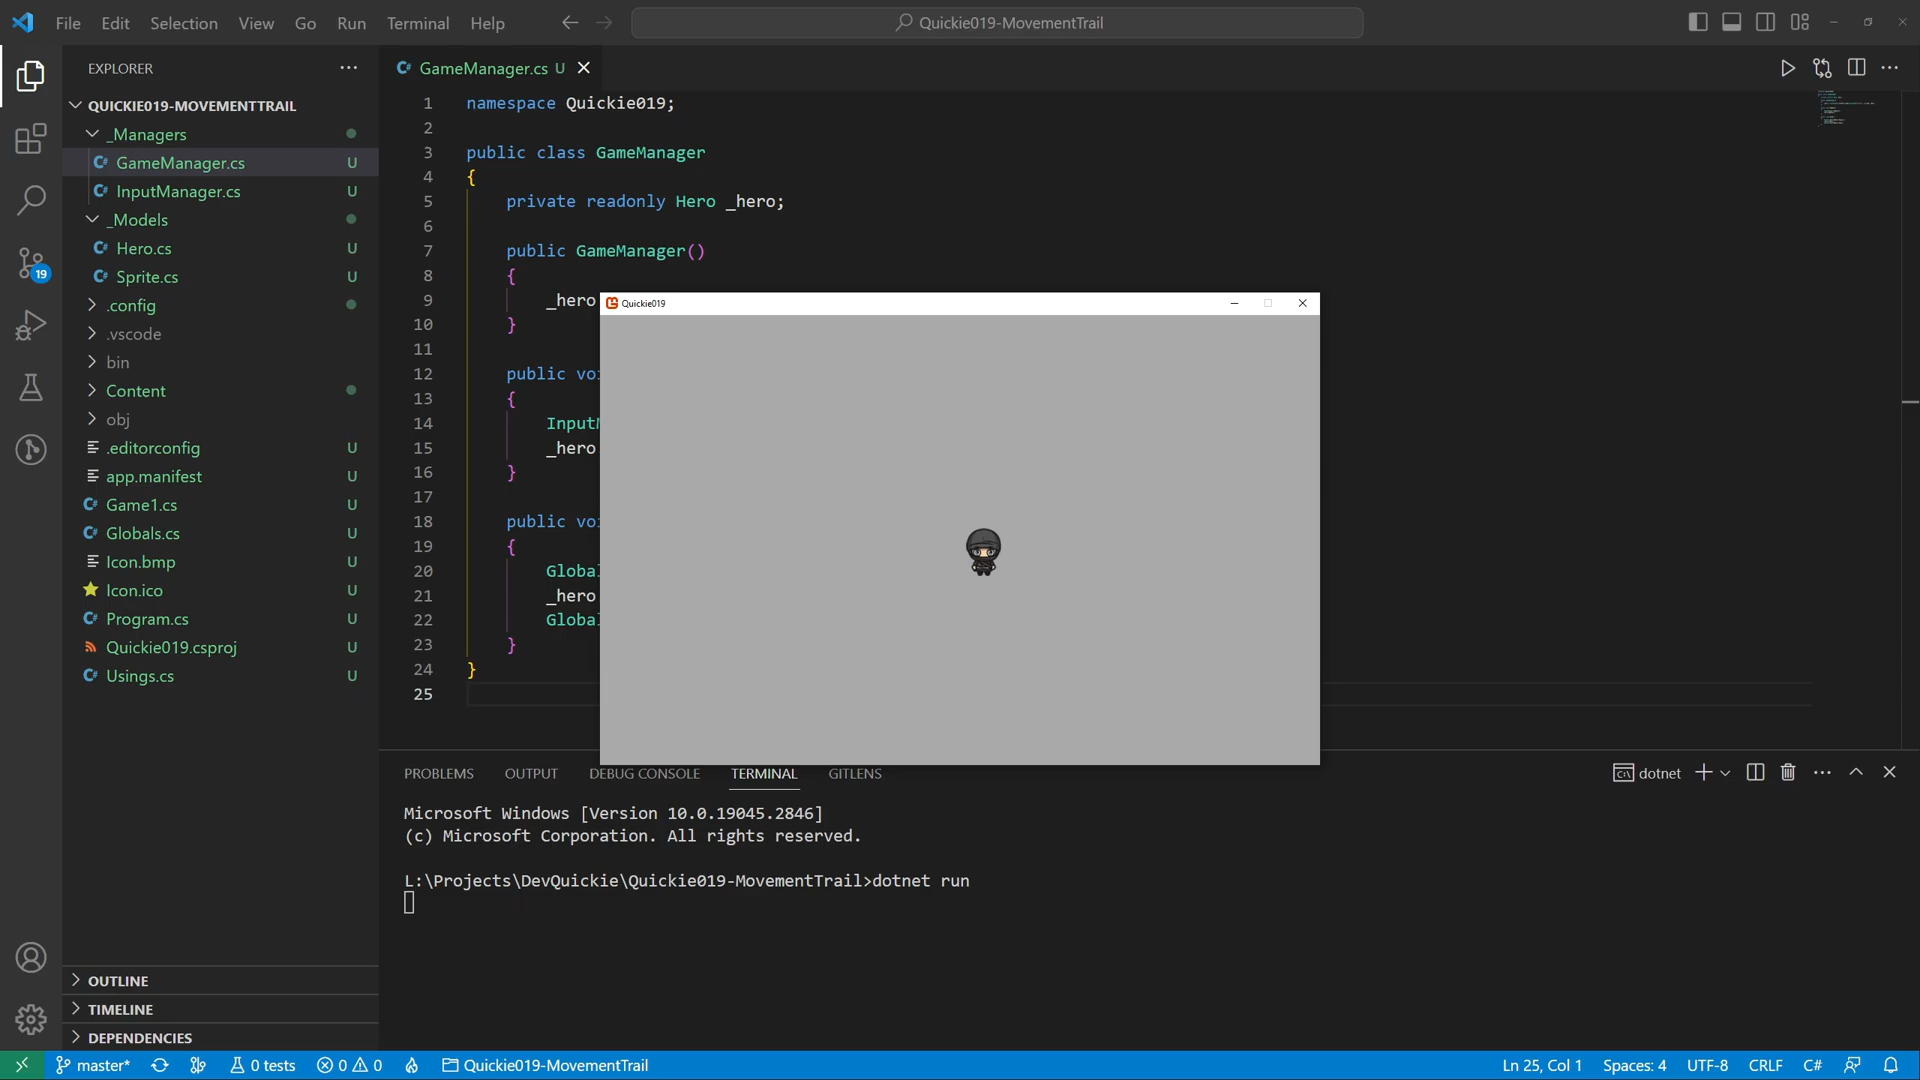 File Edit Selection View Go Run Terminal Help
Quickie019-MovementTrail
EXPLORER
QUICKIE019-MOVEMENTTRAIL
_Managers
GameManager.cs U
InputManager.cs U
_Models
Hero.cs U
Sprite.cs U
.config
.vscode
bin
Content
obj
.editorconfig U
app.manifest U
Game1.cs U
Globals.cs U
Icon.bmp U
Icon.ico U
Program.cs U
Quickie019.csproj U
Usings.cs U
19
OUTLINE
TIMELINE
DEPENDENCIES
GameManager.cs U
1 namespace Quickie019;
2
3 public class GameManager
4 {
5 private readonly Hero _hero;
6
7 public GameManager()
8 {
9 _hero
10 }
11
12 public voi
13 {
14 Input
15 _hero
16 }
17
18 public voi
19 {
20 Global
21 _hero
22 Global
23 }
24 }
25
Quickie019
PROBLEMS OUTPUT DEBUG CONSOLE TERMINAL GITLENS
dotnet
Microsoft Windows [Version 10.0.19045.2846]
(c) Microsoft Corporation. All rights reserved.
L:\Projects\DevQuickie\Quickie019-MovementTrail>dotnet run
master* 0 tests 0 0 Quickie019-MovementTrail
Ln 25, Col 1 Spaces: 4 UTF-8 CRLF C#